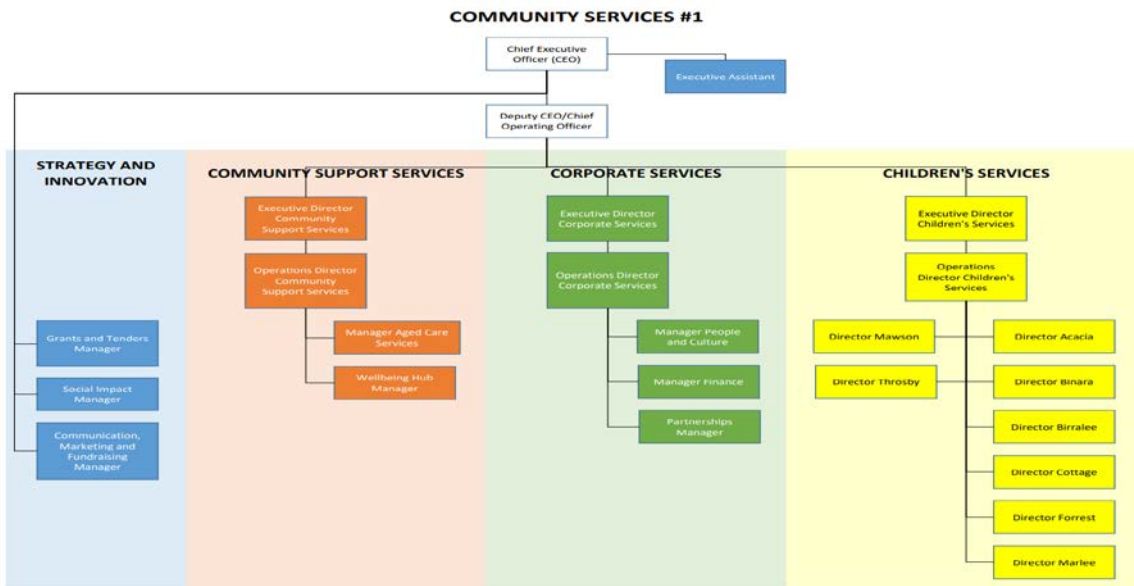 COMMUNITY SERVICES #1
Chief Executive
Officer (CEO)
Executive Assistant
Deputy CEO/Chief
Operating Officer
STRATEGY AND
INNOVATION
COMMUNITY SUPPORT SERVICES
CORPORATE SERVICES
CHILDREN'S SERVICES
Executive Director
Community
Support Services
Executive Director
Corporate Services
Executive Director
Children's Services
Operations Director
Community
Support Services
Operations Director
Corporate Services
Operations
Director Children's
Services
Grants and Tenders
Manager
Social Impact
Manager
Communication,
Marketing and
Fundraising
Manager
Manager Aged Care
Services
Wellbeing Hub
Manager
Manager People
and Culture
Manager Finance
Partnerships
Manager
Director Mawson
Director Throsby
Director Acacia
Director Binara
Director Birralee
Director Cottage
Director Forrest
Director Marlee